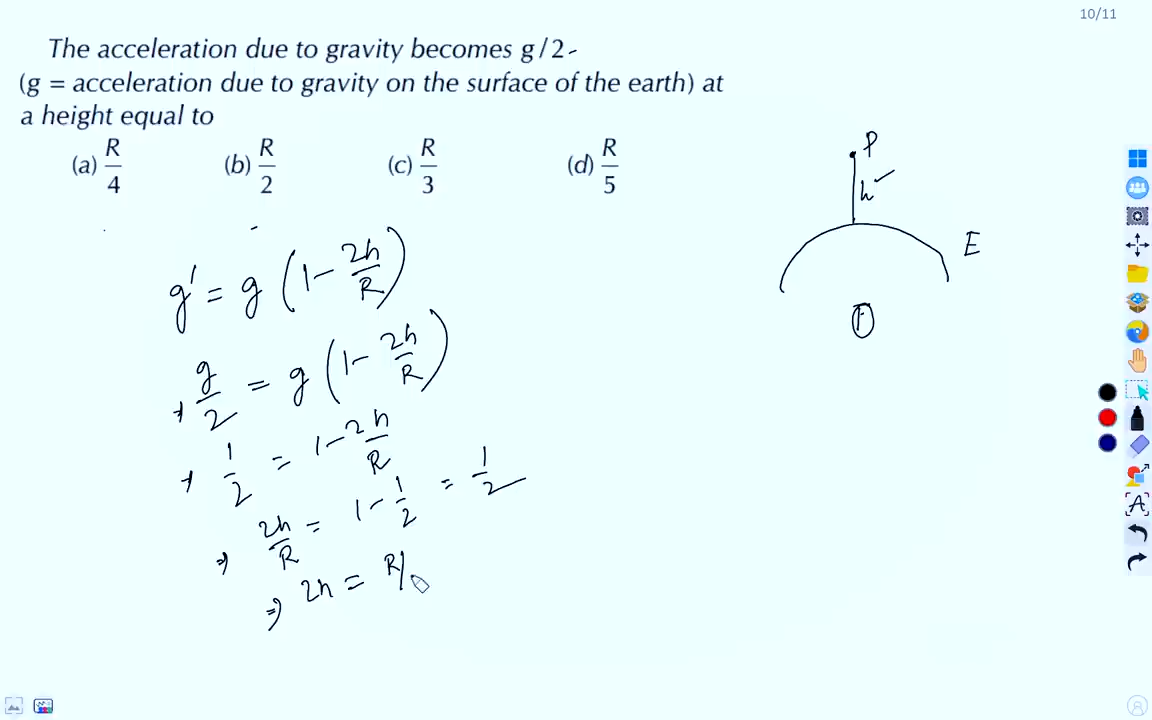 10/11
The acceleration due to gravity becomes g/2-
(g = acceleration due to gravity on the surface of the earth) at
a height equal to
(a) R/4 (b) R/2 (c) R/3 (d) R/5
P
h ✓
E
g' = g (1 - 2h/R)
⇒ g/2 = g (1 - 2h/R)
⇒ 1/2 = 1 - 2h/R
⇒ 2h/R = 1 - 1/2 = 1/2
⇒ 2h = R/